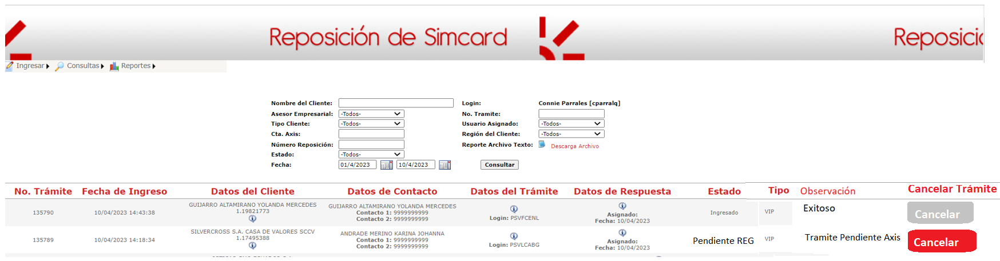 Reposición de Simcard
Reposici
Ingresar Consultas Reportes
Nombre del Cliente: Login: Connie Parrales [cparralq]
Asesor Empresarial: -Todos- No. Tramite:
Tipo Cliente: -Todos- Usuario Asignado: -Todos-
Cta. Axis: Región del Cliente: -Todos-
Número Reposición: Reporte Archivo Texto: Descarga Archivo
Estado: -Todos-
Fecha: 01/4/2023 10/4/2023 Consultar
No. Trámite Fecha de Ingreso Datos del Cliente Datos de Contacto Datos del Trámite Datos de Respuesta Estado Tipo Observación Cancelar Trámite
GUIJARRO ALTAMIRANO YOLANDA MERCEDES
1.19821773
GUIJARRO ALTAMIRANO YOLANDA MERCEDES
Contacto 1: 9999999999
Contacto 2: 9999999999
135790 10/04/2023 14:43:38
Login: PSVFCENL
Asignado:
Fecha: 10/04/2023
Ingresado VIP Exitoso Cancelar
SILVERCROSS S.A. CASA DE VALORES SCCV
1.17495388
ANDRADE MERINO KARINA JOHANNA
Contacto 1: 9999999999
Contacto 2: 9999999999
135789 10/04/2023 14:18:34
Login: PSVLCABG
Asignado:
Fecha: 10/04/2023
Pendiente REG VIP Tramite Pendiente Axis Cancelar